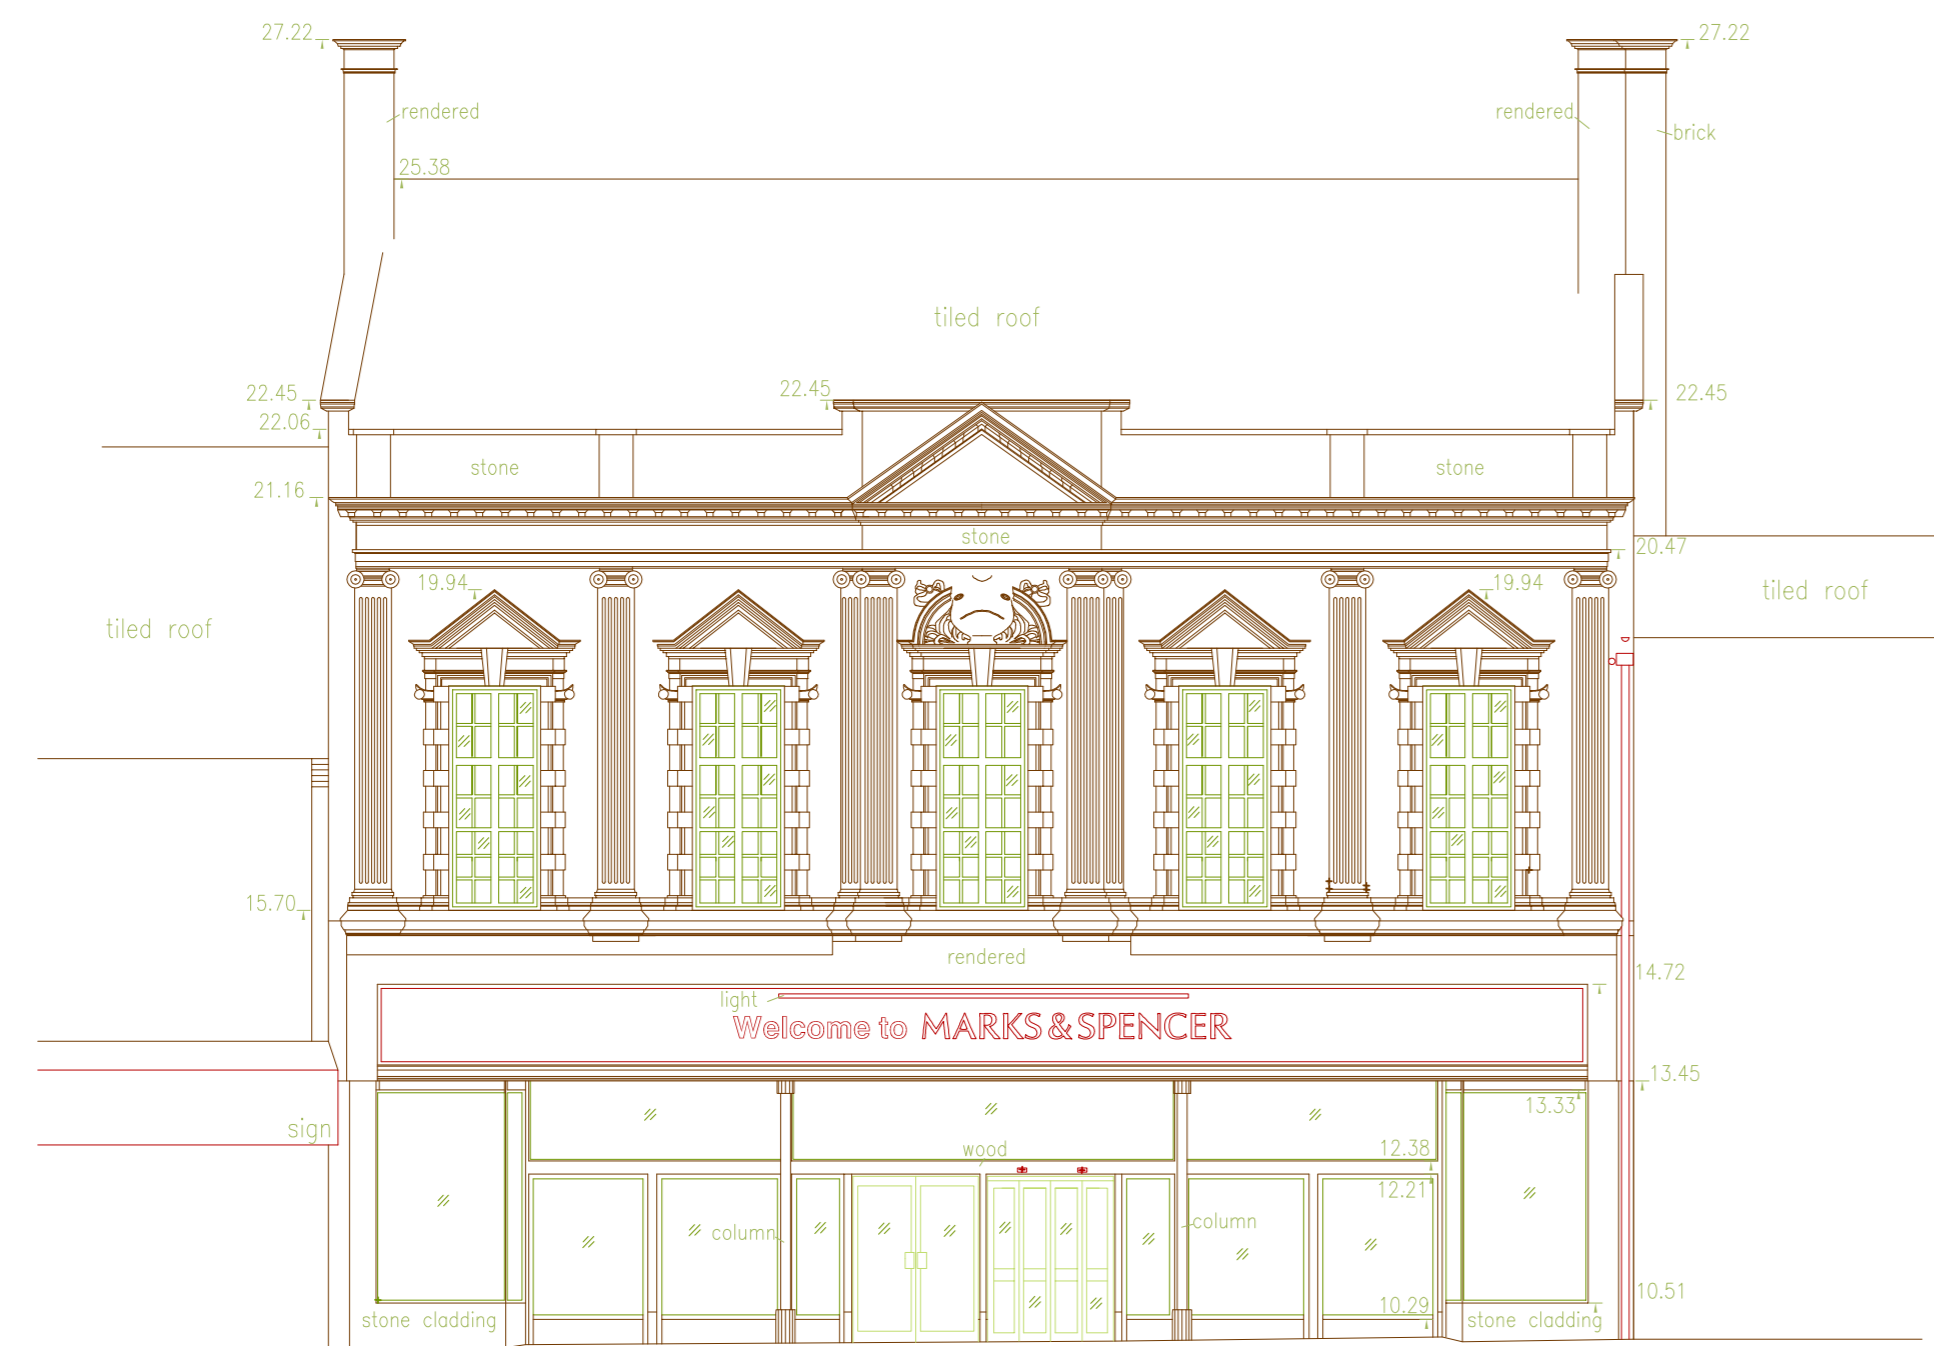 27.22
27.22
rendered
rendered
brick
25.38
tiled roof
22.45
22.45
22.45
22.06
stone
stone
21.16
stone
20.47
19.94
19.94
tiled roof
tiled roof
15.70
rendered
14.72
light
Welcome to MARKS & SPENCER
13.45
13.33
sign
12.38
wood
12.21
column
column
10.51
10.29
stone cladding
stone cladding